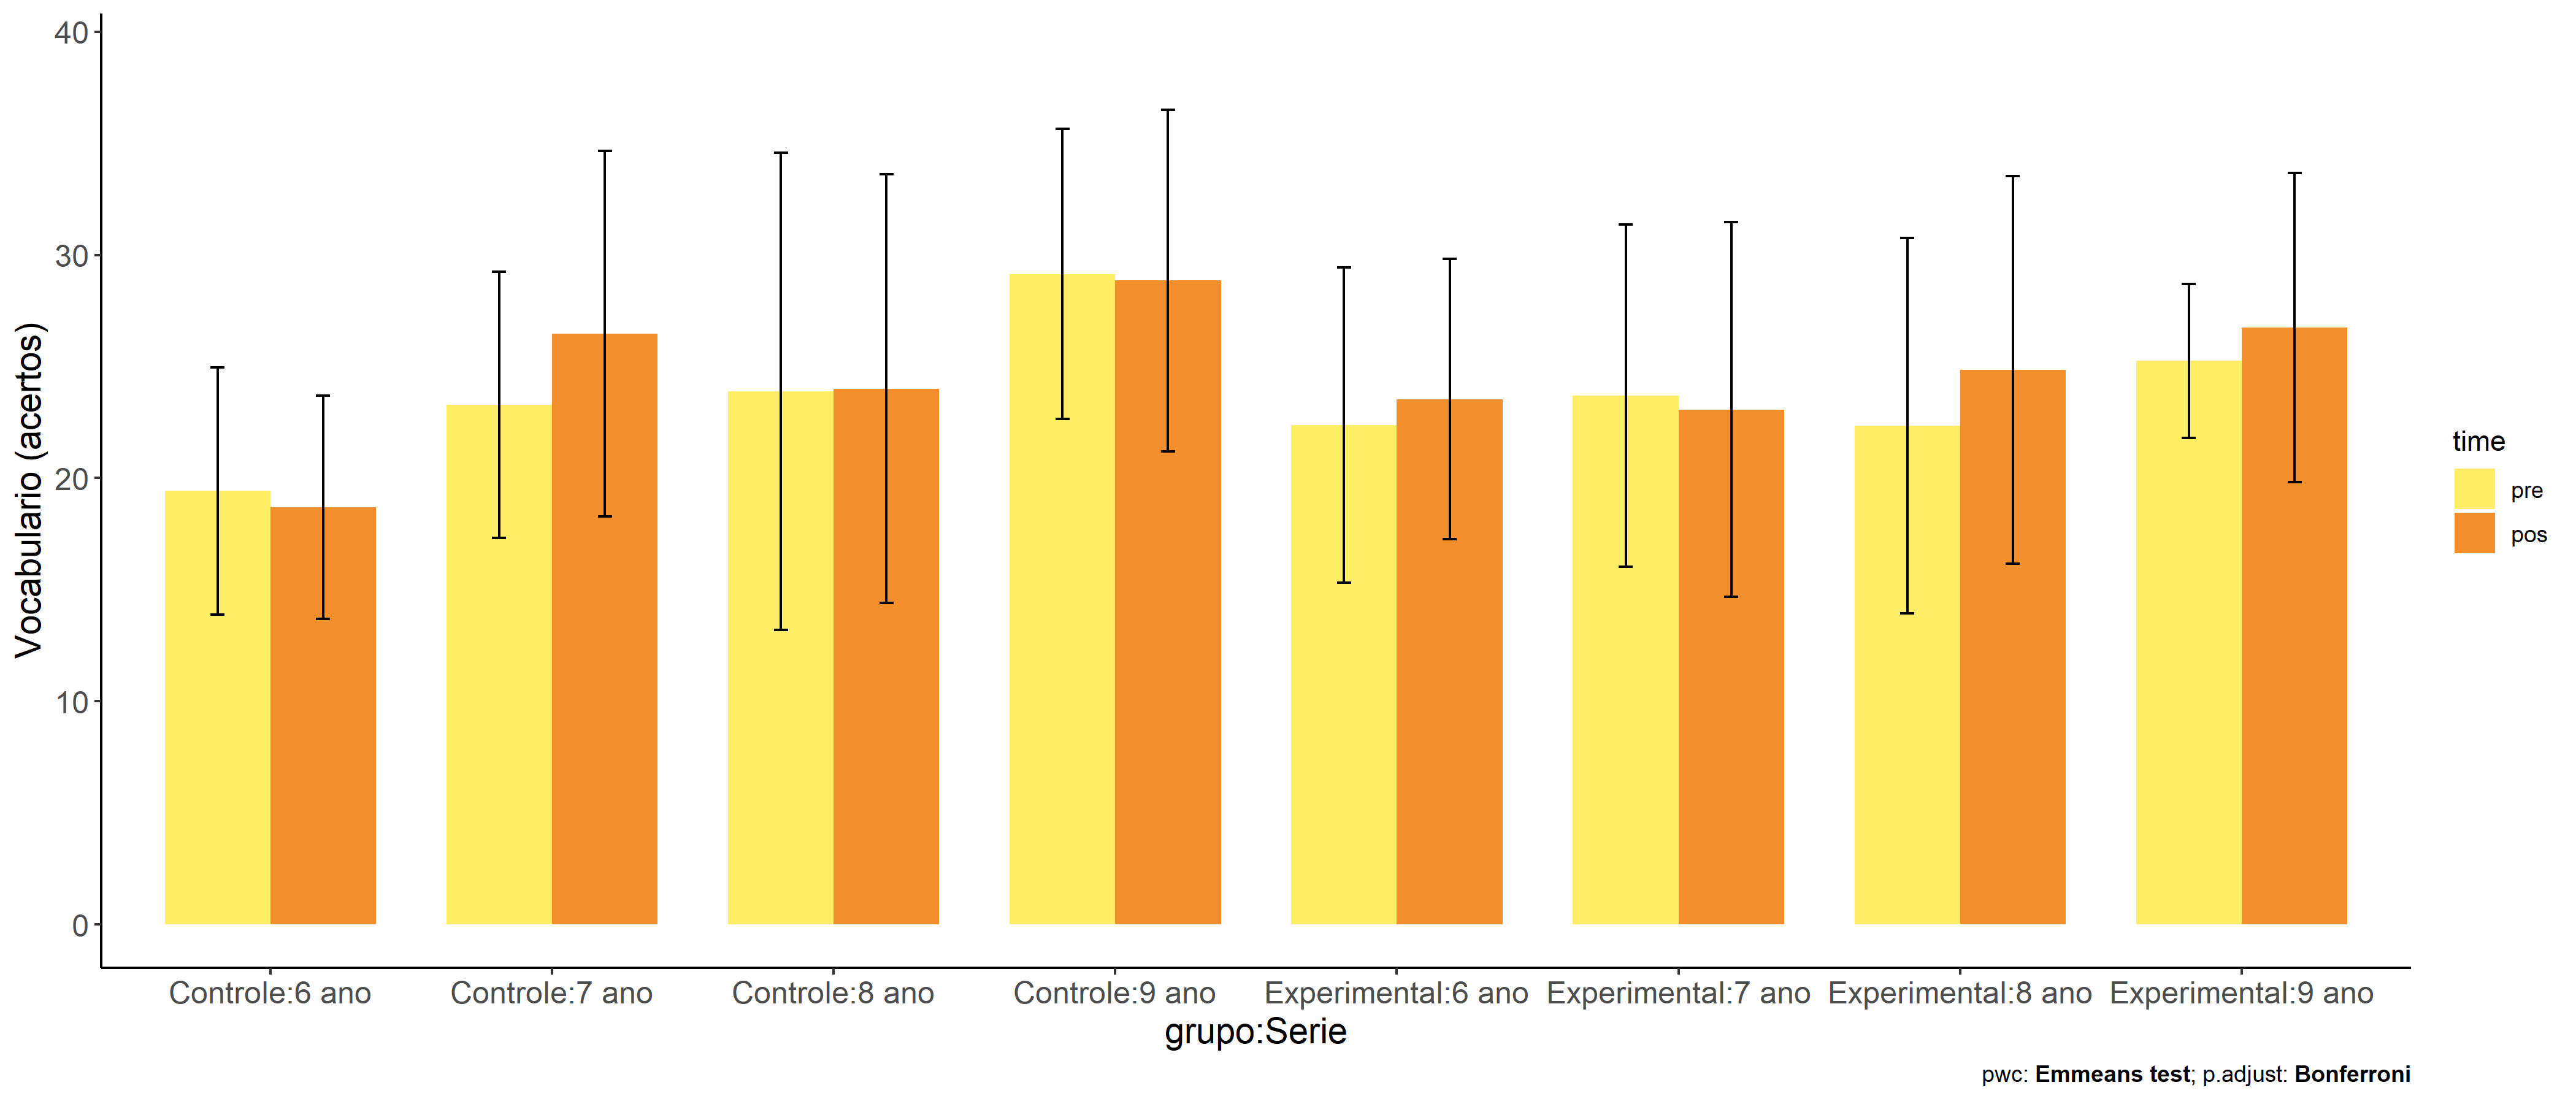 Vocabulario (acertos)
40
30
20
10
0
Controle:6 ano
Controle:7 ano
Controle:8 ano
Controle:9 ano
Experimental:6 ano
Experimental:7 ano
Experimental:8 ano
Experimental:9 ano
grupo:Serie
time
pre
pos
pwc: Emmeans test; p.adjust: Bonferroni